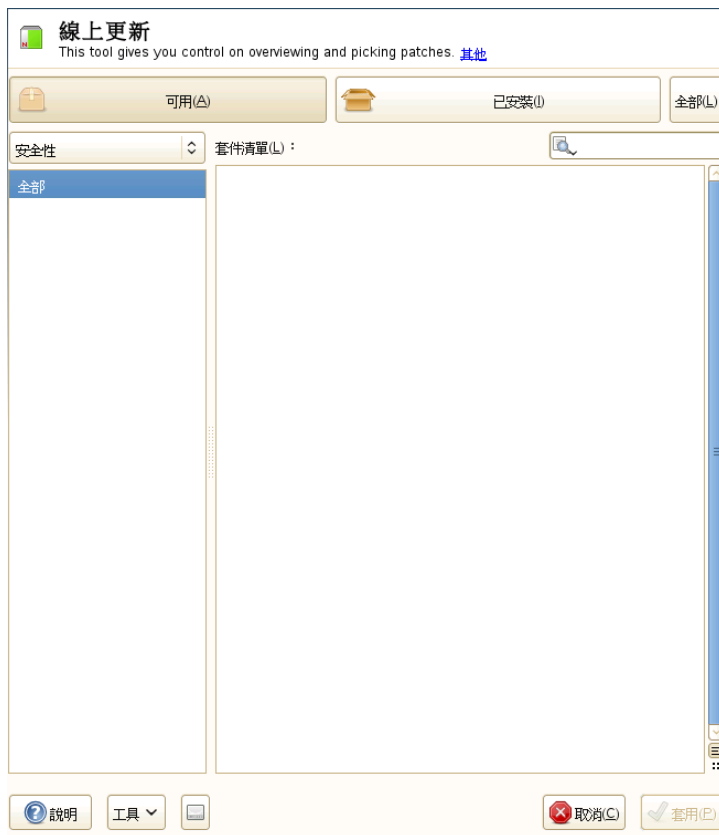 線上更新
This tool gives you control on overviewing and picking patches. 其他
可用(A)
已安裝(I)
全部(L)
安全性
套件清單(L)：
全部
說明
工具
取消(C)
套用(P)